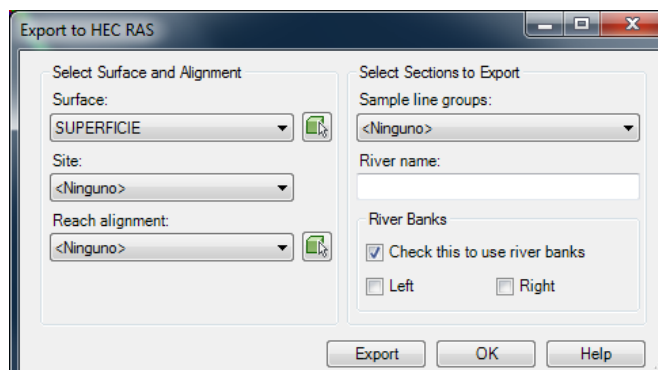 Export to HEC RAS
Select Surface and Alignment
Surface:
SUPERFICIE
Site:
<Ninguno>
Reach alignment:
<Ninguno>
Select Sections to Export
Sample line groups:
<Ninguno>
River name:
River Banks
Check this to use river banks
Left Right
Export OK Help